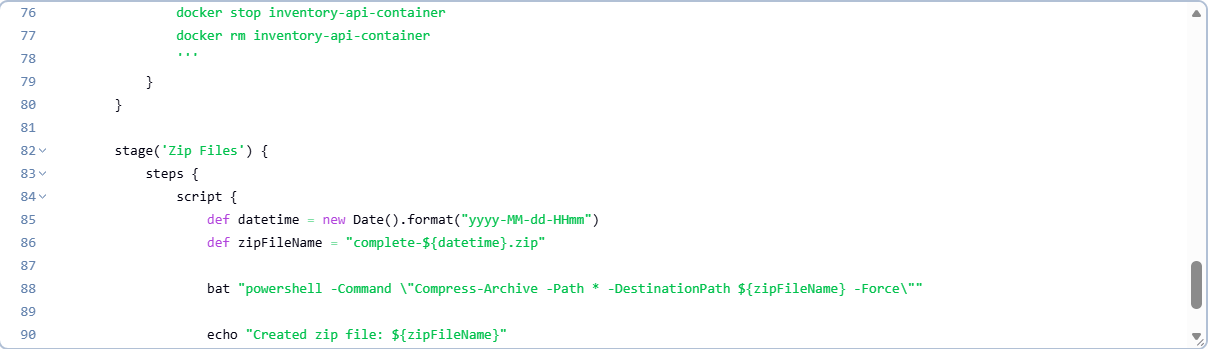 76 docker stop inventory-api-container
77 docker rm inventory-api-container
78 '''
79 }
80 }
81
82 stage('Zip Files') {
83 steps {
84 script {
85 def datetime = new Date().format("yyyy-MM-dd-HHmm")
86 def zipFileName = "complete-${datetime}.zip"
87
88 bat "powershell -Command \"Compress-Archive -Path * -DestinationPath ${zipFileName} -Force\""
89
90 echo "Created zip file: ${zipFileName}"